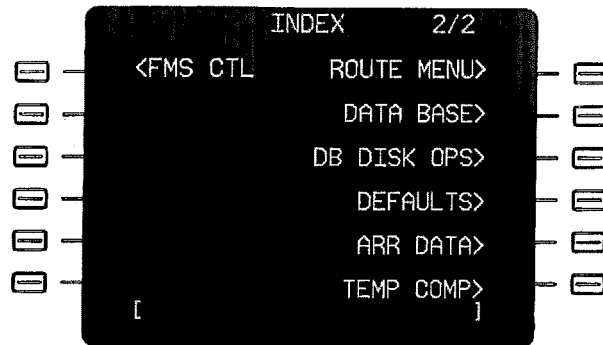 INDEX 2/2
<FMS CTL ROUTE MENU>
DATA BASE>
DB DISK OPS>
DEFAULTS>
ARR DATA>
TEMP COMP>
[ ]